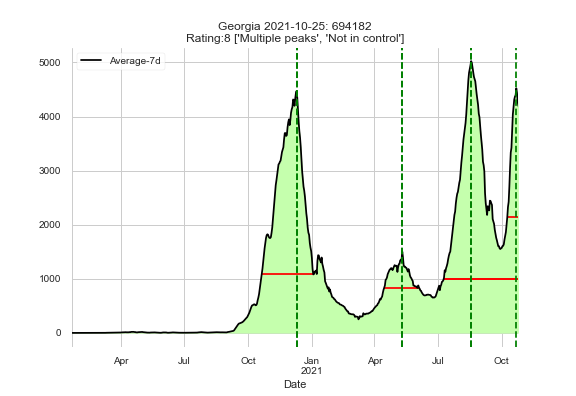 Georgia 2021-10-25: 694182
Rating:8 ['Multiple peaks', 'Not in control']
Average-7d
5000
4000
3000
2000
1000
0
Apr Jul Oct Jan Apr Jul Oct
2021
Date